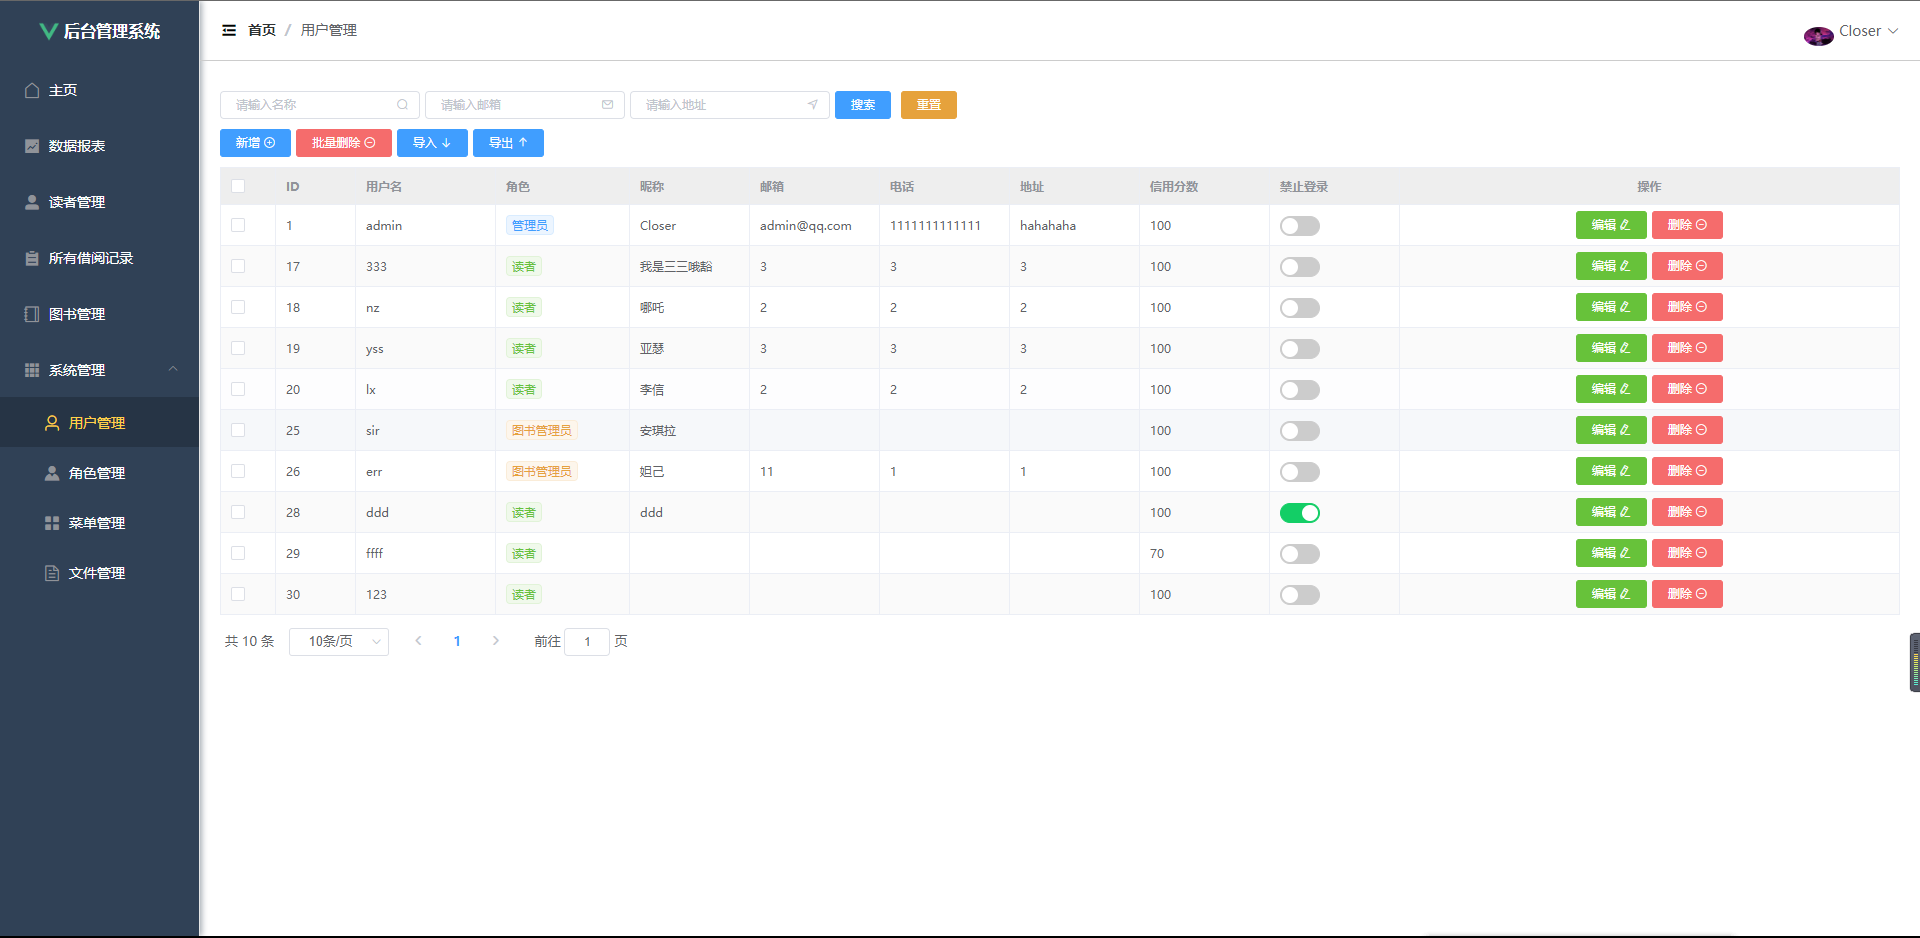 后台管理系统
首页 / 用户管理
Closer
主页
数据报表
读者管理
所有借阅记录
图书管理
系统管理
用户管理
角色管理
菜单管理
文件管理
请输入名称 请输入邮箱 请输入地址 搜索 重置
新增 批量删除 导入 导出
ID 用户名 角色 昵称 邮箱 电话 地址 信用分数 禁止登录 操作
1 admin 管理员 Closer admin@qq.com 1111111111111 hahahaha 100 编辑 删除
17 333 读者 我是三三哦豁 3 3 3 100 编辑 删除
18 nz 读者 哪吒 2 2 2 100 编辑 删除
19 yss 读者 亚瑟 3 3 3 100 编辑 删除
20 lx 读者 李信 2 2 2 100 编辑 删除
25 sir 图书管理员 安琪拉 100 编辑 删除
26 err 图书管理员 妲己 11 1 1 100 编辑 删除
28 ddd 读者 ddd 100 编辑 删除
29 ffff 读者 70 编辑 删除
30 123 读者 100 编辑 删除
共 10 条 10条/页 1 前往 1 页